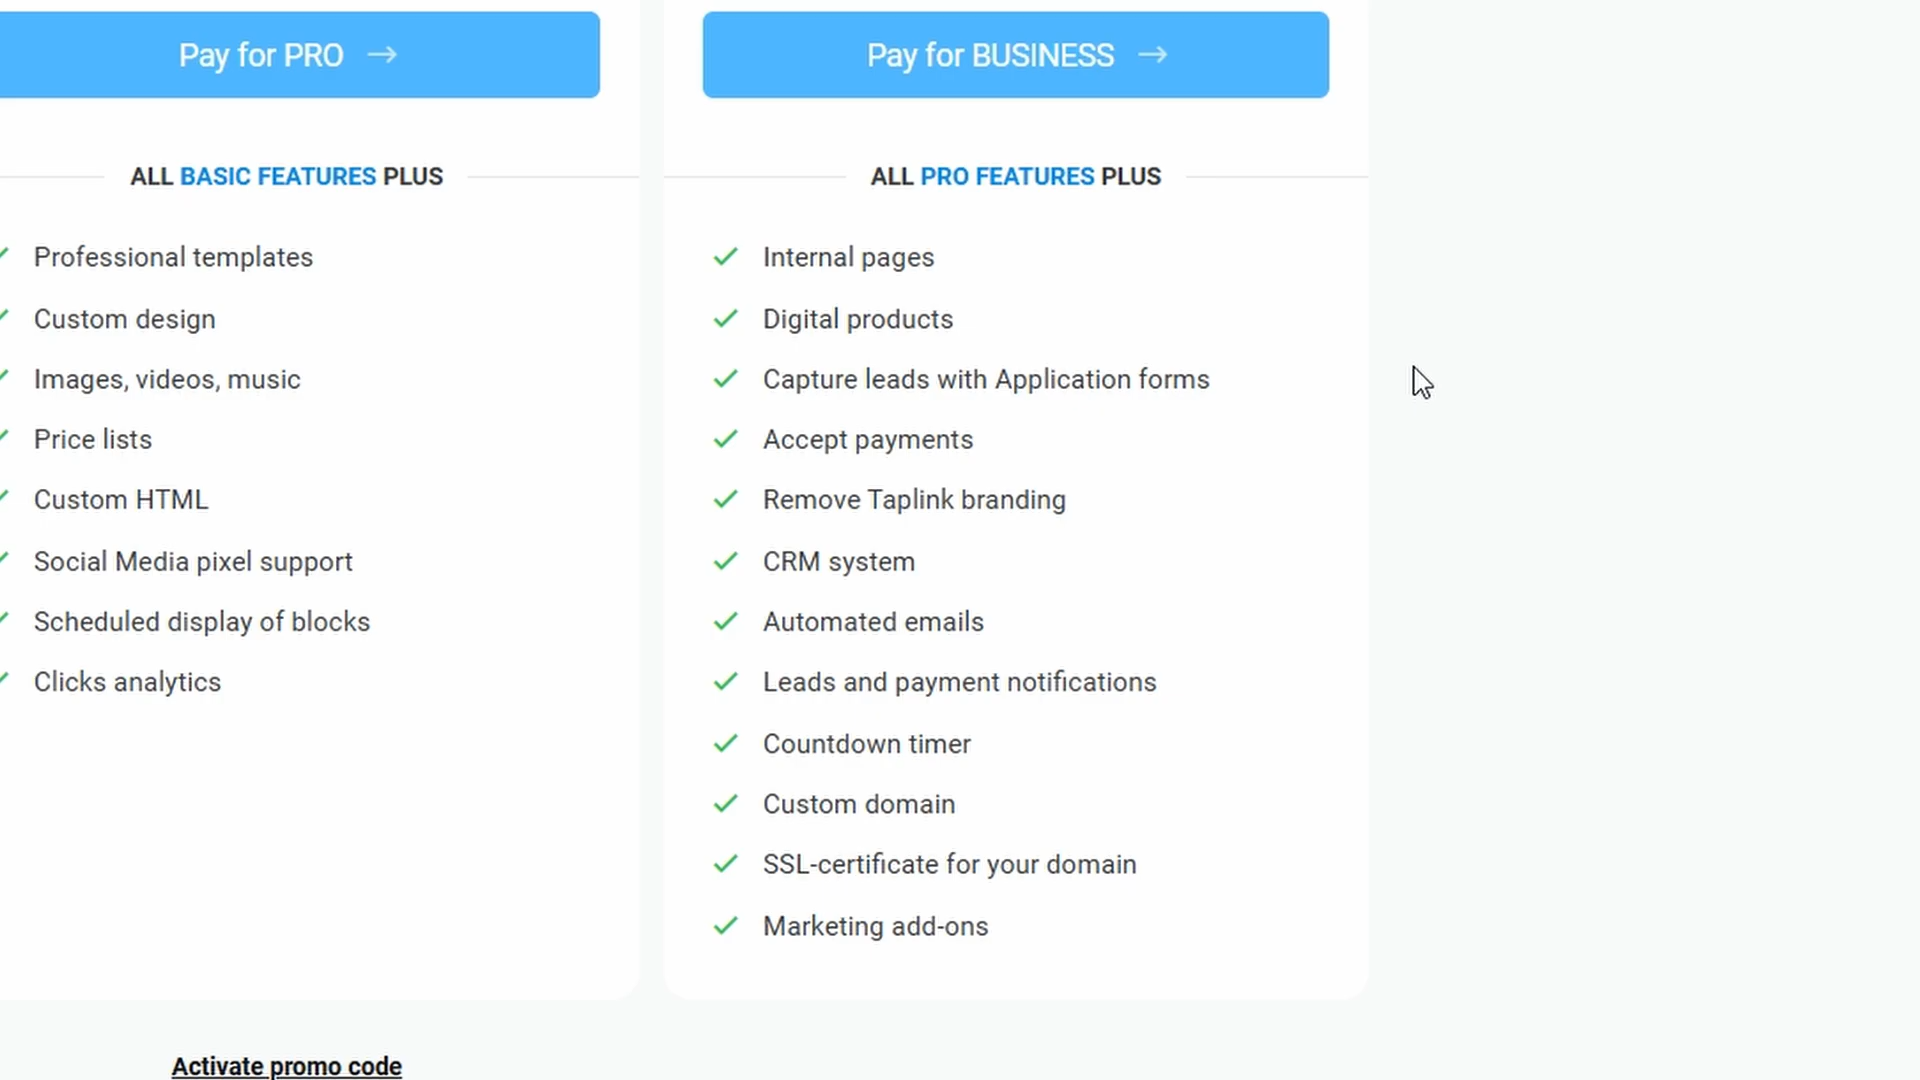 Pay for PRO →
ALL BASIC FEATURES PLUS
Professional templates
Custom design
Images, videos, music
Price lists
Custom HTML
Social Media pixel support
Scheduled display of blocks
Clicks analytics
Pay for BUSINESS →
ALL PRO FEATURES PLUS
Internal pages
Digital products
Capture leads with Application forms
Accept payments
Remove Taplink branding
CRM system
Automated emails
Leads and payment notifications
Countdown timer
Custom domain
SSL-certificate for your domain
Marketing add-ons
Activate promo code